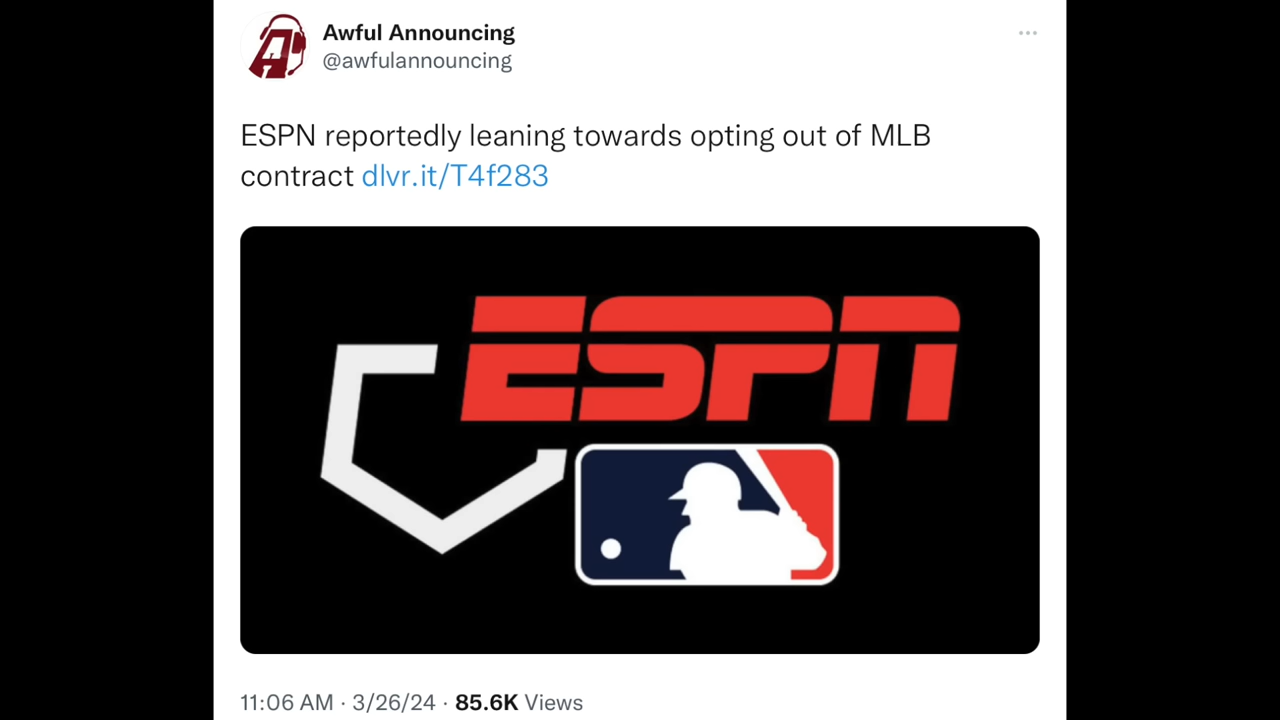 Awful Announcing
@awfulannouncing
ESPN reportedly leaning towards opting out of MLB
contract dlvr.it/T4f283
ESPN
11:06 AM · 3/26/24 · 85.6K Views